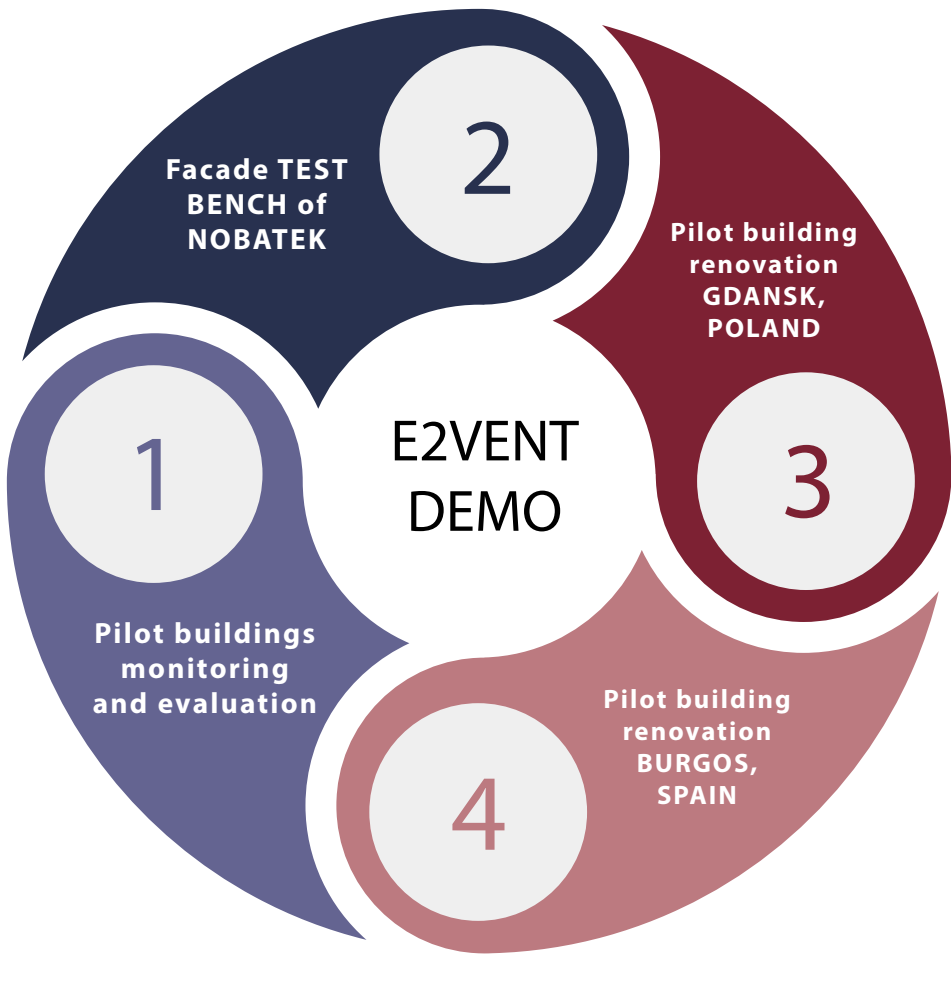 2
Facade TEST
BENCH of
NOBATEK
Pilot building
renovation
GDANSK,
POLAND
3
E2VENT
DEMO
1
Pilot buildings
monitoring
and evaluation
Pilot building
renovation
BURGOS,
SPAIN
4